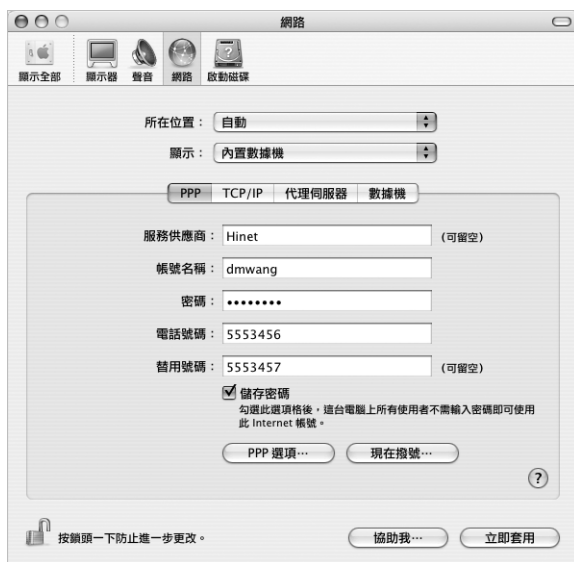 網路
顯示全部 顯示器 聲音 網路 啟動磁碟
所在位置： 自動
顯示： 內置數據機
PPP TCP/IP 代理伺服器 數據機
服務供應商： Hinet (可留空)
帳號名稱： dmwang
密碼： ••••••••
電話號碼： 5553456
替用號碼： 5553457 (可留空)
儲存密碼
勾選此選項格後，這台電腦上所有使用者不需輸入密碼即可使用
此 Internet 帳號。
PPP 選項… 現在撥號…
?
按鎖頭一下防止進一步更改。 協助我… 立即套用